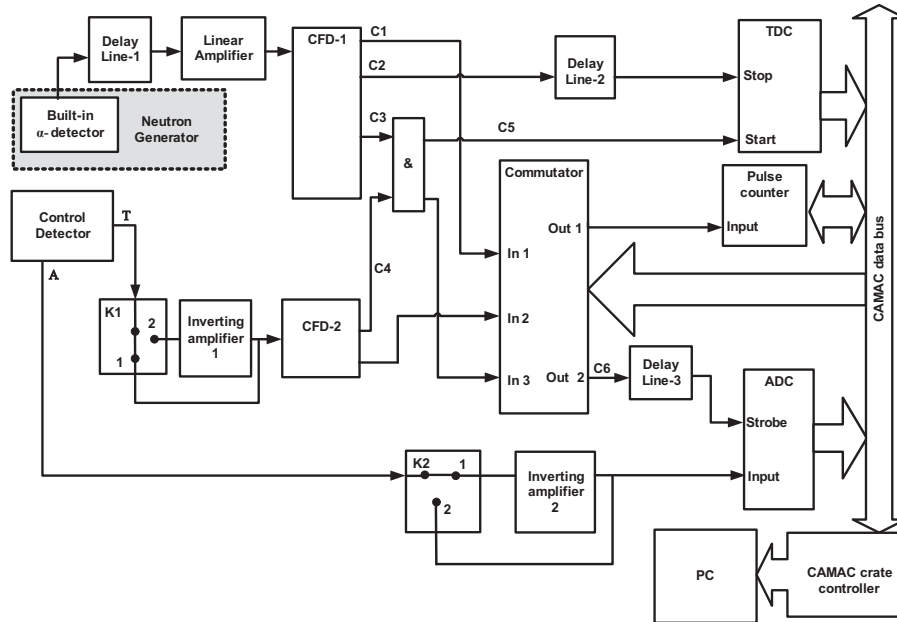 Delay
Line-1
Linear
Amplifier
CFD-1
C1
C2
C3
Delay
Line-2
TDC
Stop
Start
Built-in
α- detector
Neutron
Generator
&
C5
Commutator
Pulse
counter
Input
Control
Detector
T
A
C4
In 1
In 2
In 3
Out 1
Out 2
CAMAC data bus
K1
2
1
Inverting
amplifier
1
CFD-2
C6
Delay
Line-3
ADC
Strobe
Input
K2
1
2
Inverting
amplifier
2
PC
CAMAC crate
controller